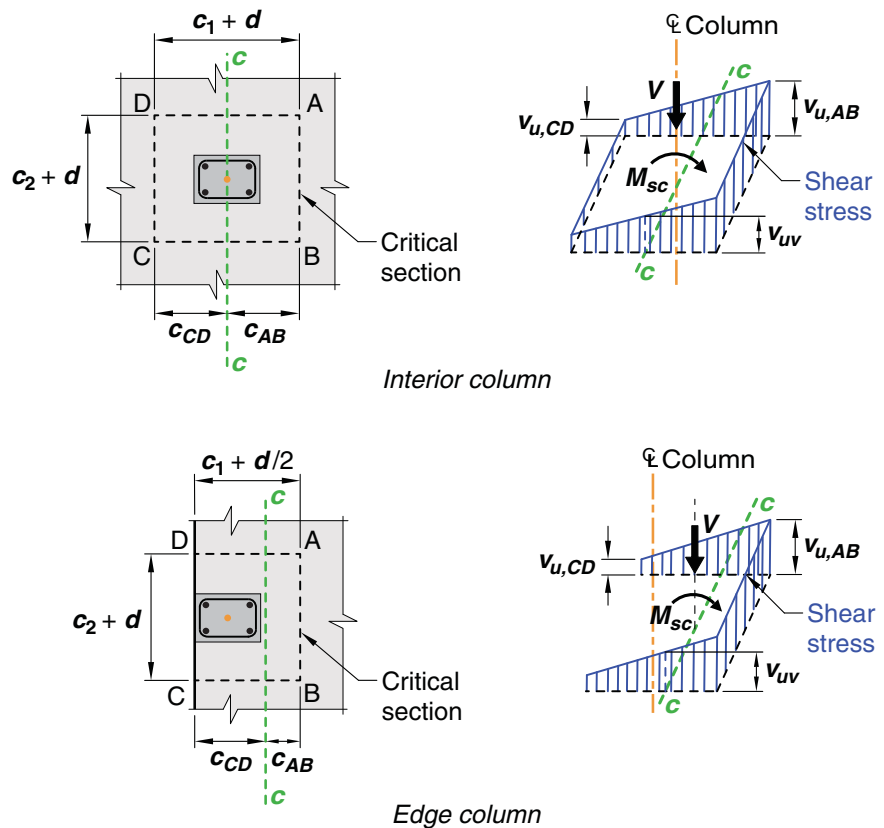 c1 + d
c
D
A
c2 + d
C
B
Critical
section
cCD
cAB
c
℄ Column
c
V
vu,CD
vu,AB
Msc
Shear
stress
vuv
c
Interior column
c1 + d/2
c
D
A
c2 + d
C
B
Critical
section
cCD
cAB
c
℄ Column
c
V
vu,CD
vu,AB
Msc
Shear
stress
vuv
c
Edge column